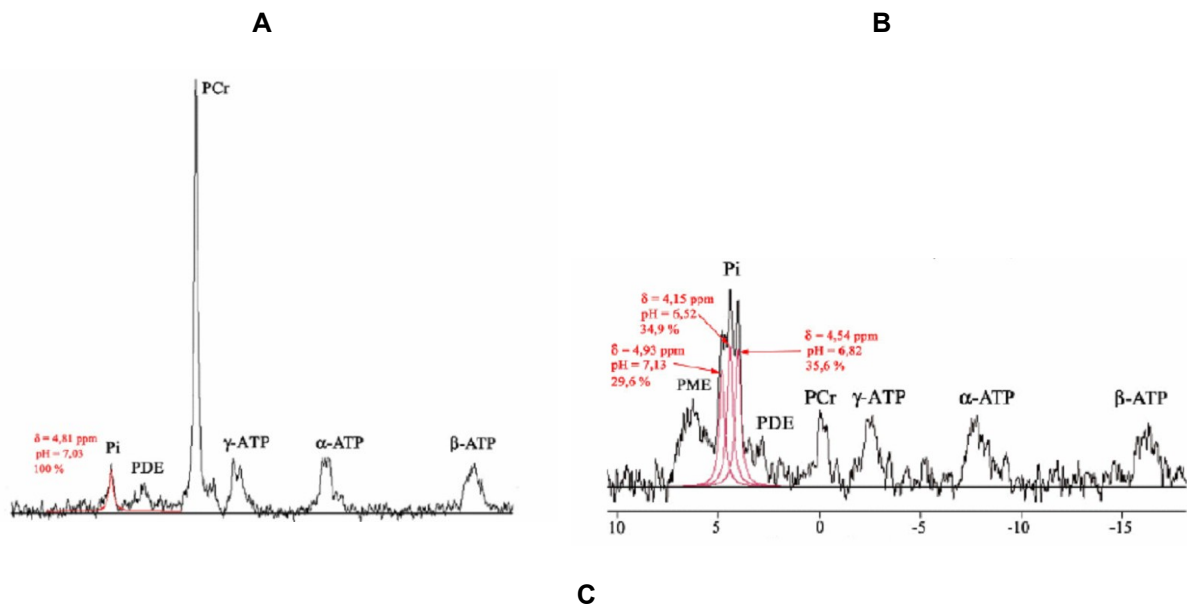 A
B
PCr
δ = 4,81 ppm
pH = 7,03
100 %
Pi
PDE
γ-ATP
α-ATP
β-ATP
Pi
δ = 4,15 ppm
pH = 6,52
34,9 %
δ = 4,93 ppm
pH = 7,13
29,6 %
δ = 4,54 ppm
pH = 6,82
35,6 %
PME
PDE
PCr
γ-ATP
α-ATP
β-ATP
10 5 0 -5 -10 -15
C